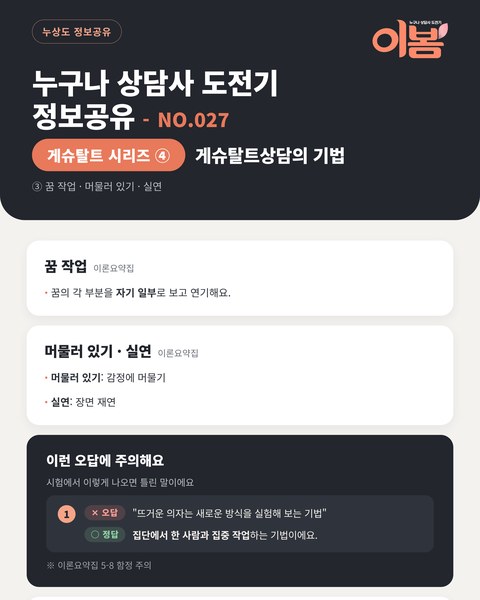 누상도 정보공유
누구나 상담사 도전기
이봄
누구나 상담사 도전기
정보공유 - NO.027
게슈탈트 시리즈 ④ 게슈탈트상담의 기법
③ 꿈 작업 · 머물러 있기 · 실연
꿈 작업 이론요약집
• 꿈의 각 부분을 자기 일부로 보고 연기해요.
머물러 있기 · 실연 이론요약집
• 머물러 있기: 감정에 머물기
• 실연: 장면 재연
이런 오답에 주의해요
시험에서 이렇게 나오면 틀린 말이에요
1 × 오답 "뜨거운 의자는 새로운 방식을 실험해 보는 기법"
○ 정답 집단에서 한 사람과 집중 작업하는 기법이에요.
※ 이론요약집 5-8 함정 주의